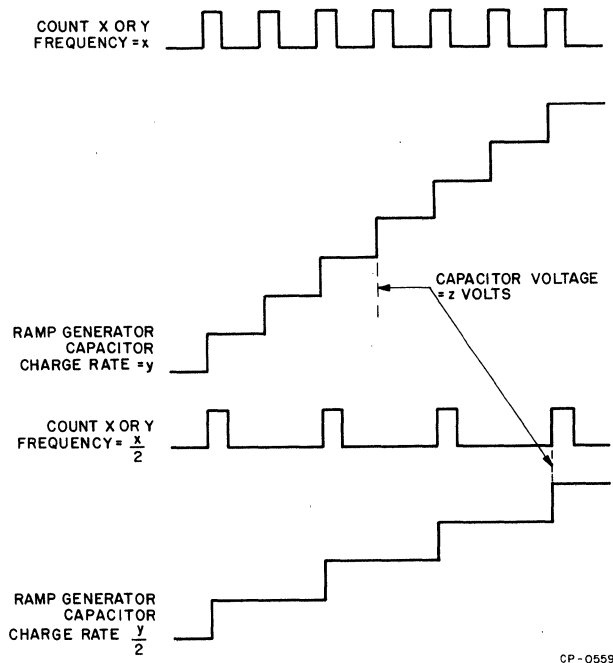 COUNT X OR Y
FREQUENCY = x
CAPACITOR VOLTAGE
= z VOLTS
RAMP GENERATOR
CAPACITOR
CHARGE RATE = y
COUNT X OR Y
FREQUENCY = x/2
RAMP GENERATOR
CAPACITOR
CHARGE RATE y/2
CP-0559